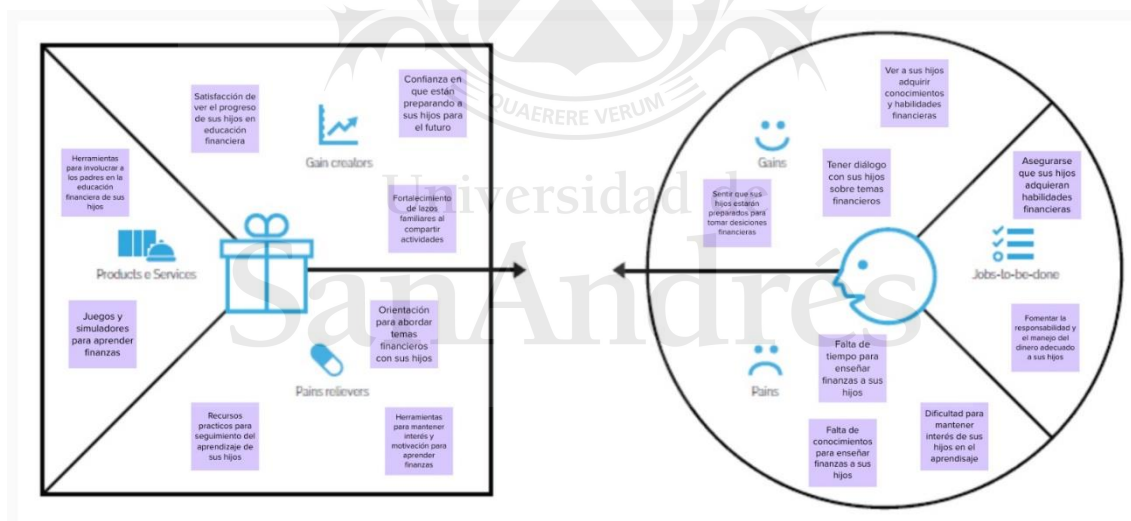 Satisfacción de
ver el progreso
de sus hijos en
educación
financiera
Gain creators
Confianza en
que están
preparando a
sus hijos para
el futuro
Herramientas
para involucrar a
los padres en la
educación
financiera de sus
hijos
Fortalecimiento
de lazos
familiares al
compartir
actividades
Products e Services
Juegos y
simuladores
para aprender
finanzas
Orientación
para abordar
temas
financieros
con sus hijos
Pains relievers
Recursos
practicos para
seguimiento del
aprendizaje de
sus hijos
Herramientas
para mantener
interés y
motivación para
aprender
finanzas
QUAERERE VERUM
Universidad de
SanAndrés
Ver a sus hijos
adquirir
conocimientos
y habilidades
financieras
Gains
Tener diálogo
con sus hijos
sobre temas
financieros
Sentir que sus
hijos estarán
preparados para
tomar desiciones
financieras
Asegurarse
que sus hijos
adquieran
habilidades
financieras
Jobs-to-be-done
Fomentar la
responsabilidad y
el manejo del
dinero adecuado
a sus hijos
Pains
Falta de
tiempo para
enseñar
finanzas a sus
hijos
Falta de
conocimientos
para enseñar
finanzas a sus
hijos
Dificultad para
mantener
interés de sus
hijos en el
aprendisaje